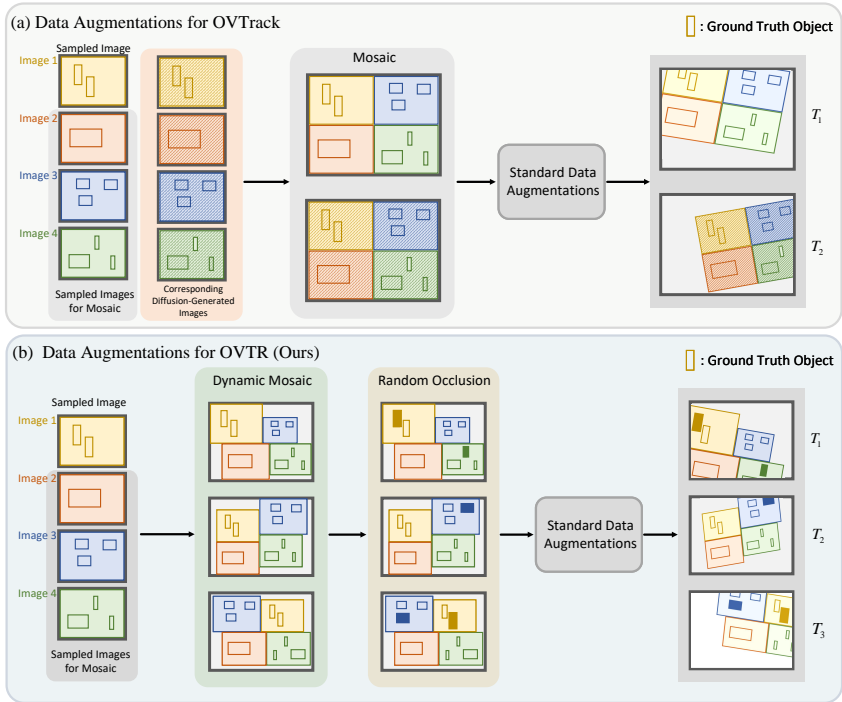 (a) Data Augmentations for OVTrack
: Ground Truth Object
Sampled Image
Image 1
Image 2
Image 3
Image 4
Sampled Images
for Mosaic
Corresponding
Diffusion-Generated
Images
Mosaic
Standard Data
Augmentations
T1
T2
(b) Data Augmentations for OVTR (Ours)
: Ground Truth Object
Sampled Image
Image 1
Image 2
Image 3
Image 4
Sampled Images
for Mosaic
Dynamic Mosaic
Random Occlusion
Standard Data
Augmentations
T1
T2
T3